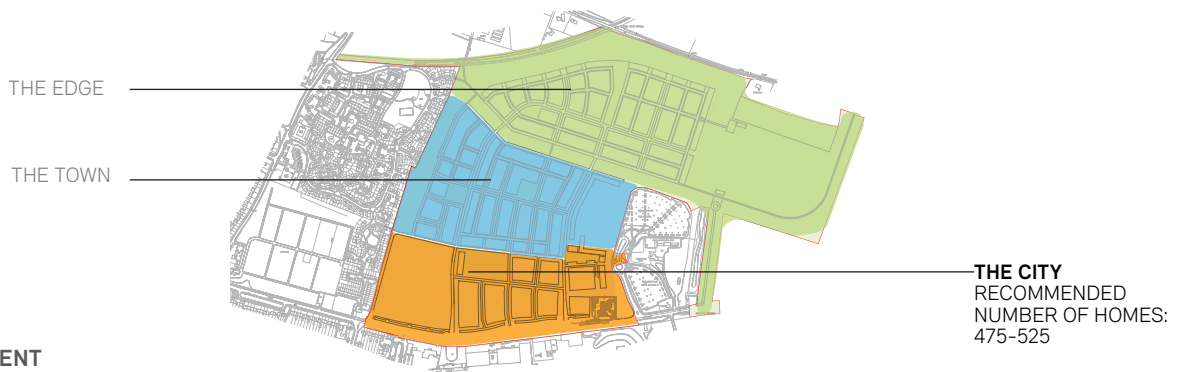 THE EDGE
THE TOWN
THE CITY
RECOMMENDED
NUMBER OF HOMES:
475-525
ENT